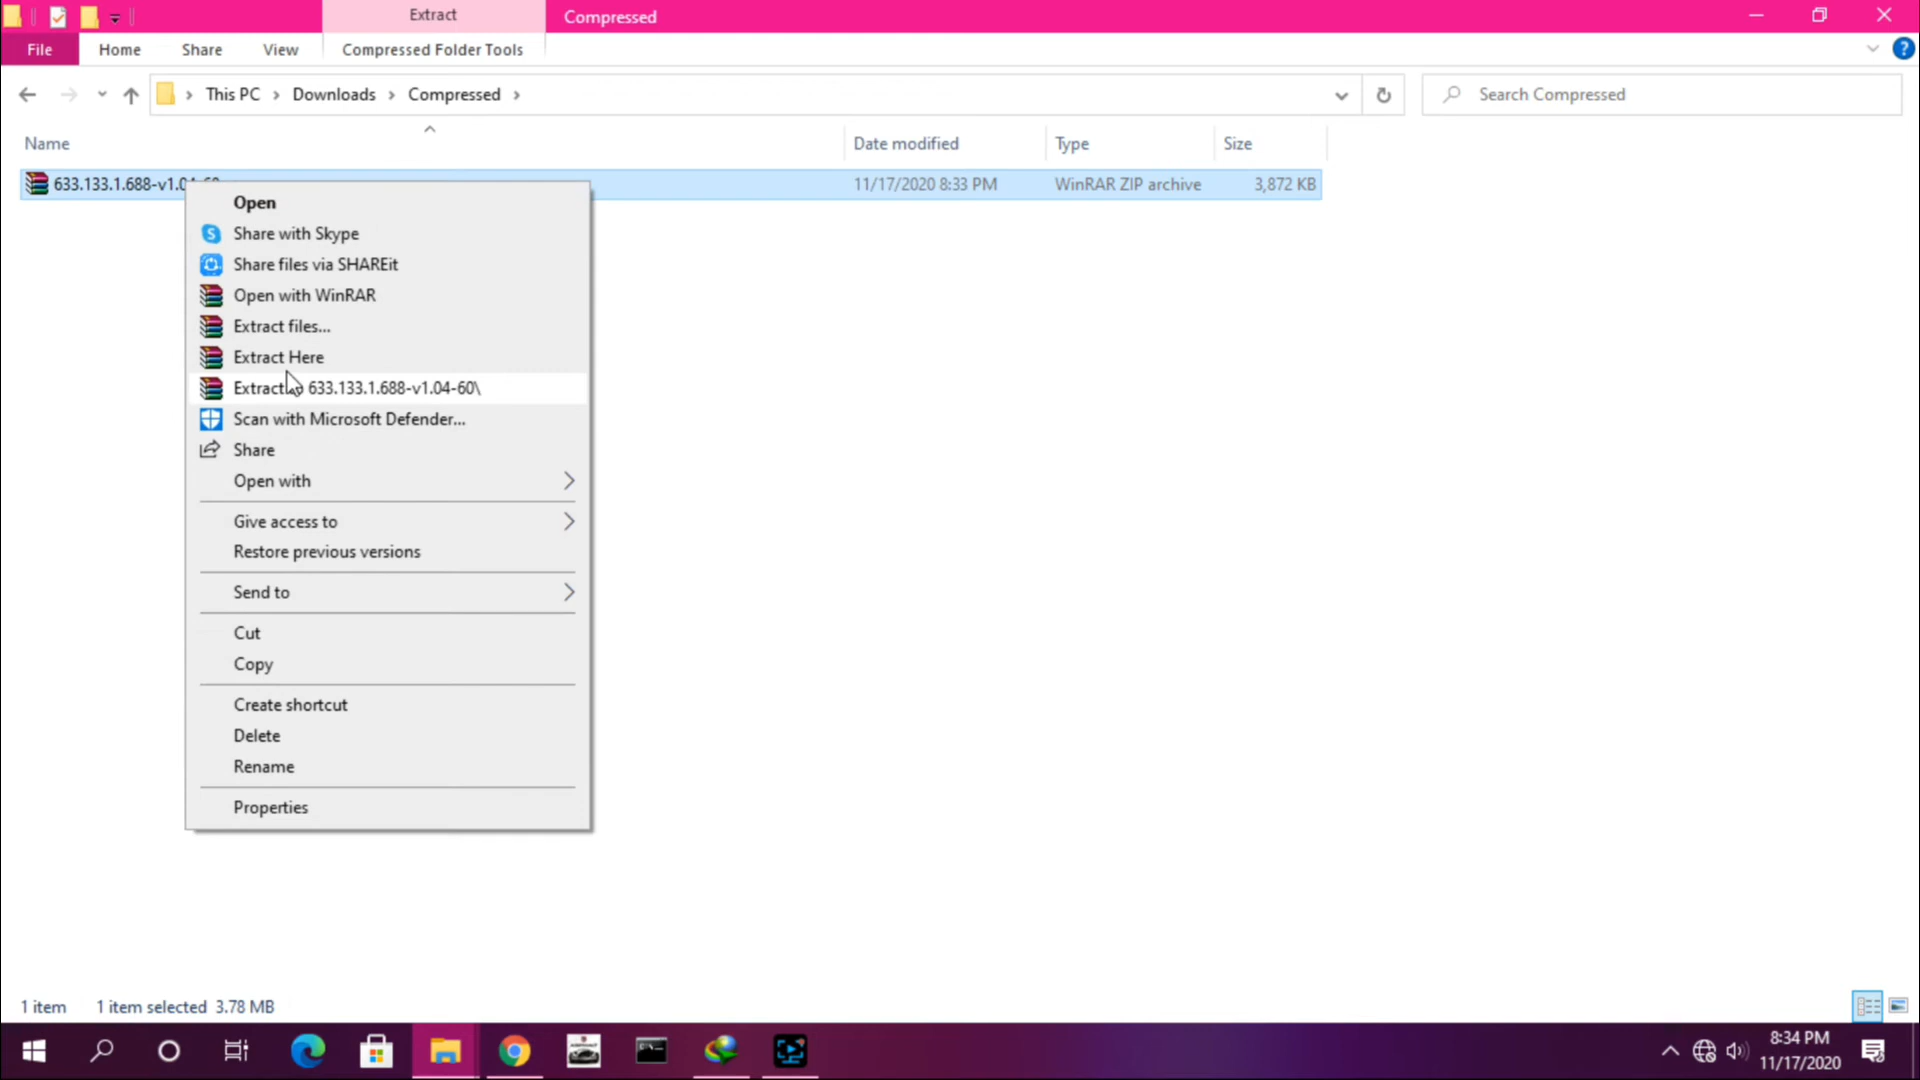 Extract
Compressed
File
Home
Share
View
Compressed Folder Tools
This PC
Downloads
Compressed
Search Compressed
Name
Date modified
Type
Size
633.133.1.688-v1.04-60
11/17/2020 8:33 PM
WinRAR ZIP archive
3,872 KB
Open
Share with Skype
Share files via SHAREit
Open with WinRAR
Extract files...
Extract Here
Extract 633.133.1.688-v1.04-60\
Scan with Microsoft Defender...
Share
Open with
Give access to
Restore previous versions
Send to
Cut
Copy
Create shortcut
Delete
Rename
Properties
1 item
1 item selected 3.78 MB
8:34 PM
11/17/2020